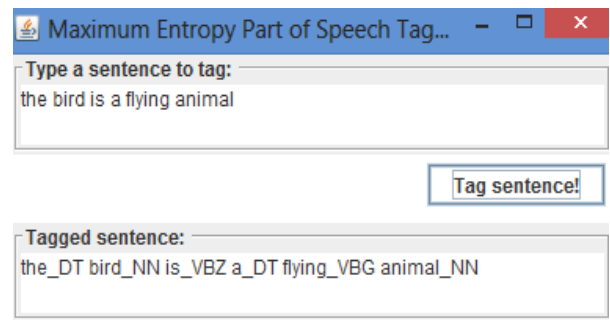 Maximum Entropy Part of Speech Tag...
Type a sentence to tag:
the bird is a flying animal
Tag sentence!
Tagged sentence:
the_DT bird_NN is_VBZ a_DT flying_VBG animal_NN